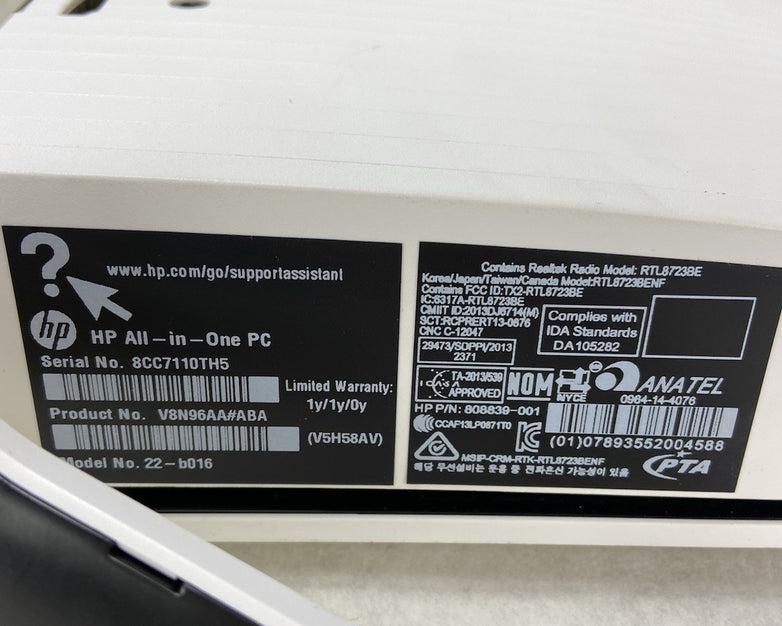 ?
www.hp.com/go/supportassistant
hp
HP All-in-One PC
Serial No. 8CC7110TH5
Limited Warranty:
1y/1y/0y
Product No. V8N96AA#ABA
(V5H58AV)
Model No. 22-b016
Contains Realtek Radio Model: RTL8723BE
Korea/Japan/Taiwan/Canada Model:RTL8723BENF
Contains FCC ID:TX2-RTL8723BE
IC:6317A-RTL8723BE
CMIIT ID:2013DJ6714(M)
SCT:RCPRERT13-0676
CNC C-12047
Complies with
IDA Standards
DA105282
29473/SDPPI/2013
2371
TA-2013/539
APPROVED
NOM
NYCE
ANATEL
0964-14-4076
HP P/N: 808839-001
CCAF13LP0871T0
(01)07893552004588
MSIP-CRM-RTK-RTL8723BENF
해당 무선설비는 운용 중 전파혼신 가능성이 있음
PTA